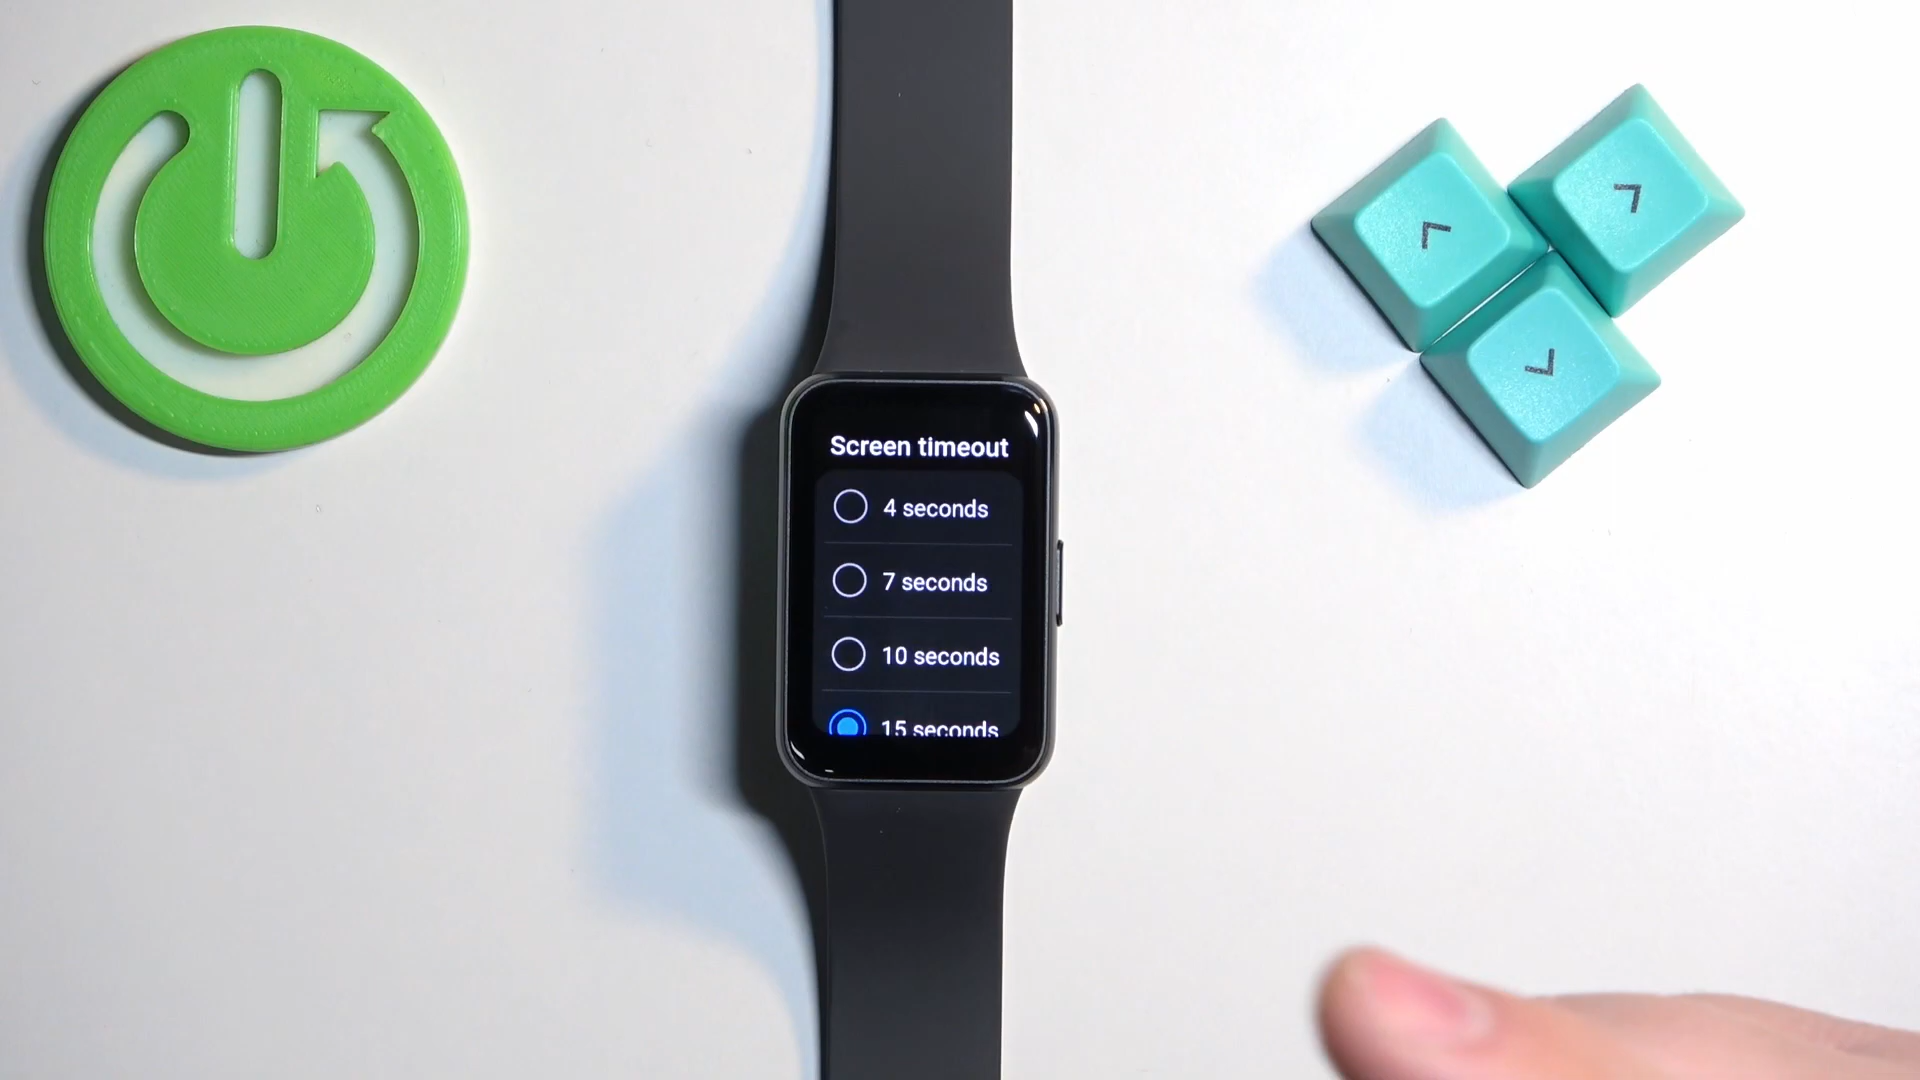 Screen timeout
4 seconds
7 seconds
10 seconds
15 seconds